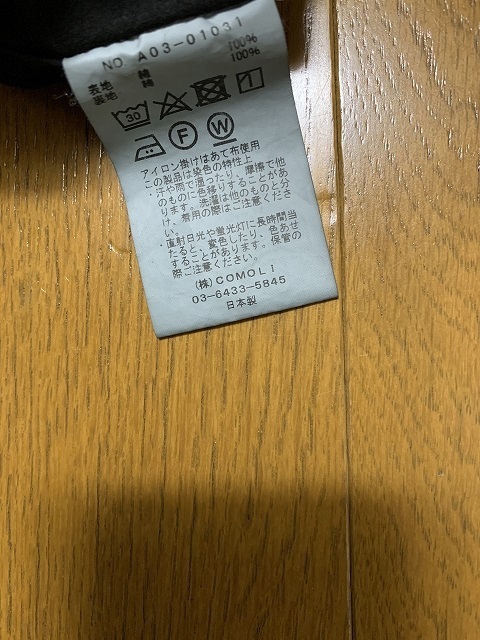 NO. A03-01031
表地 綿 100%
裏地 綿 100%
30
F
W
アイロン掛けはあて布使用
この製品は染色の特性上
・汗や雨で湿ったり、摩擦で他
のものに色移りすることがあ
ります。洗濯は他のものと分
け、着用の際はご注意くださ
い。
・直射日光や蛍光灯に長時間当
たると、変色したり、色あせ
することがあります。保管の
際ご注意ください。
(株) COMOLI
03-6433-5845
日本製